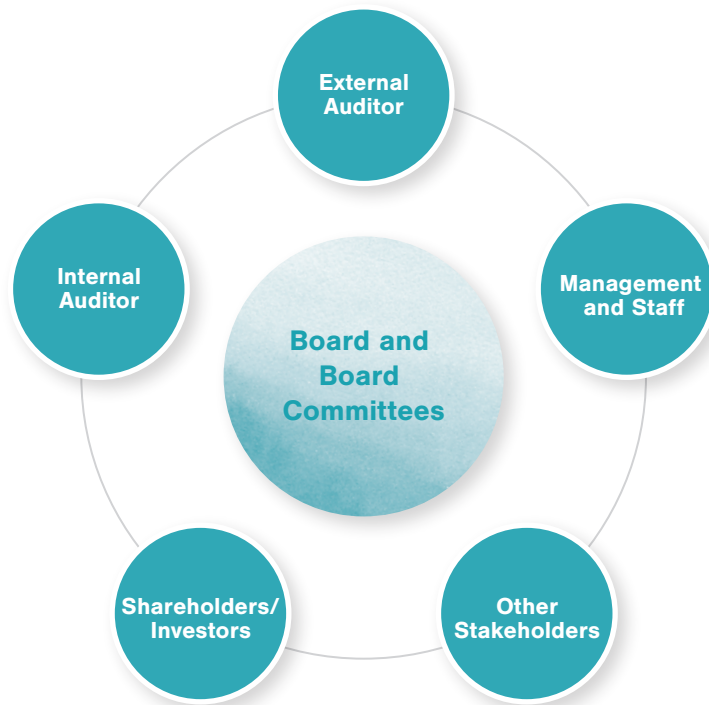 External
Auditor
Internal
Auditor
Management
and Staff
Board and
Board
Committees
Shareholders/
Investors
Other
Stakeholders